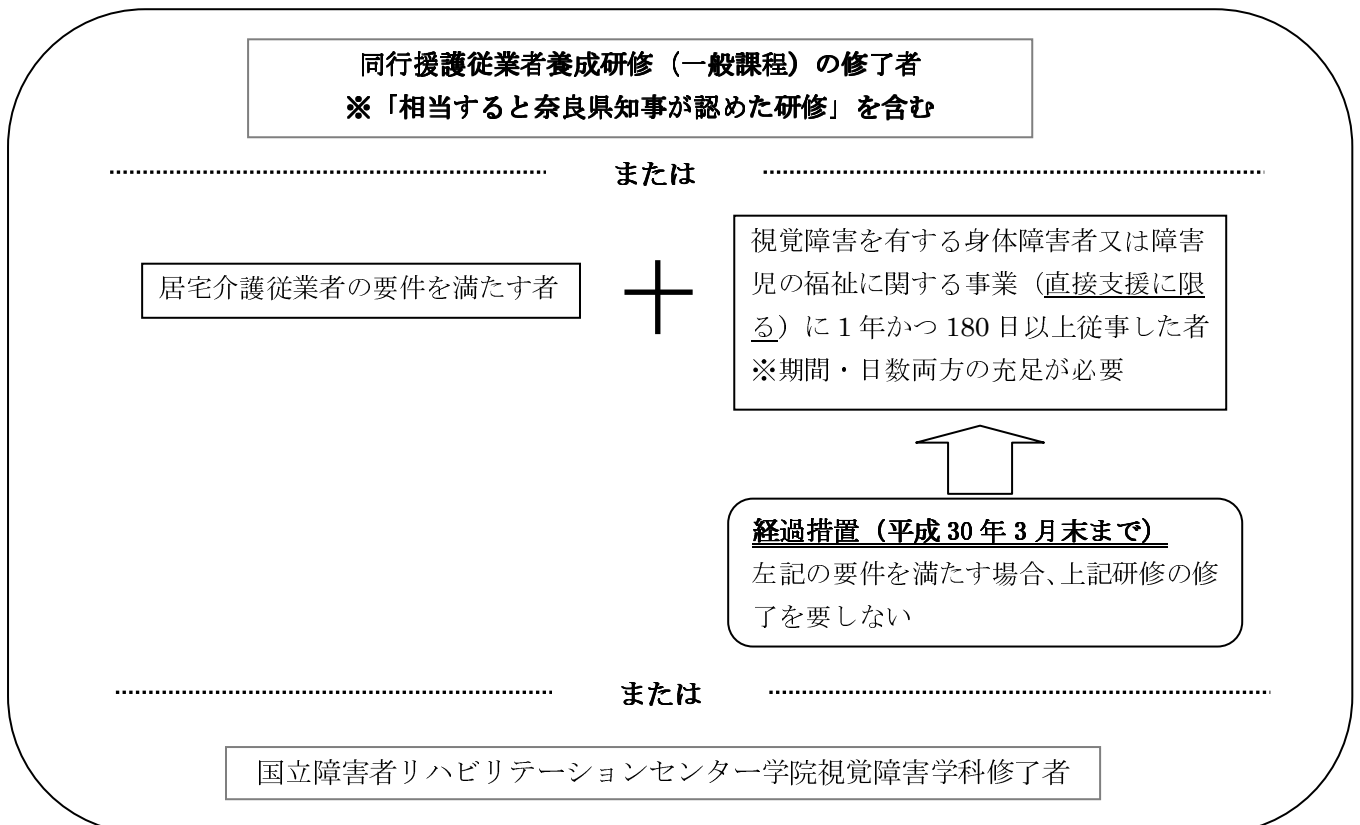 同行援護従業者養成研修（一般課程）の修了者
※「相当すると奈良県知事が認めた研修」を含む
または
居宅介護従業者の要件を満たす者
視覚障害を有する身体障害者又は障害
児の福祉に関する事業（直接支援に限
る）に1年かつ180日以上従事した者
※期間・日数両方の充足が必要
経過措置（平成30年3月末まで）
左記の要件を満たす場合、上記研修の修
了を要しない
または
国立障害者リハビリテーションセンター学院視覚障害学科修了者